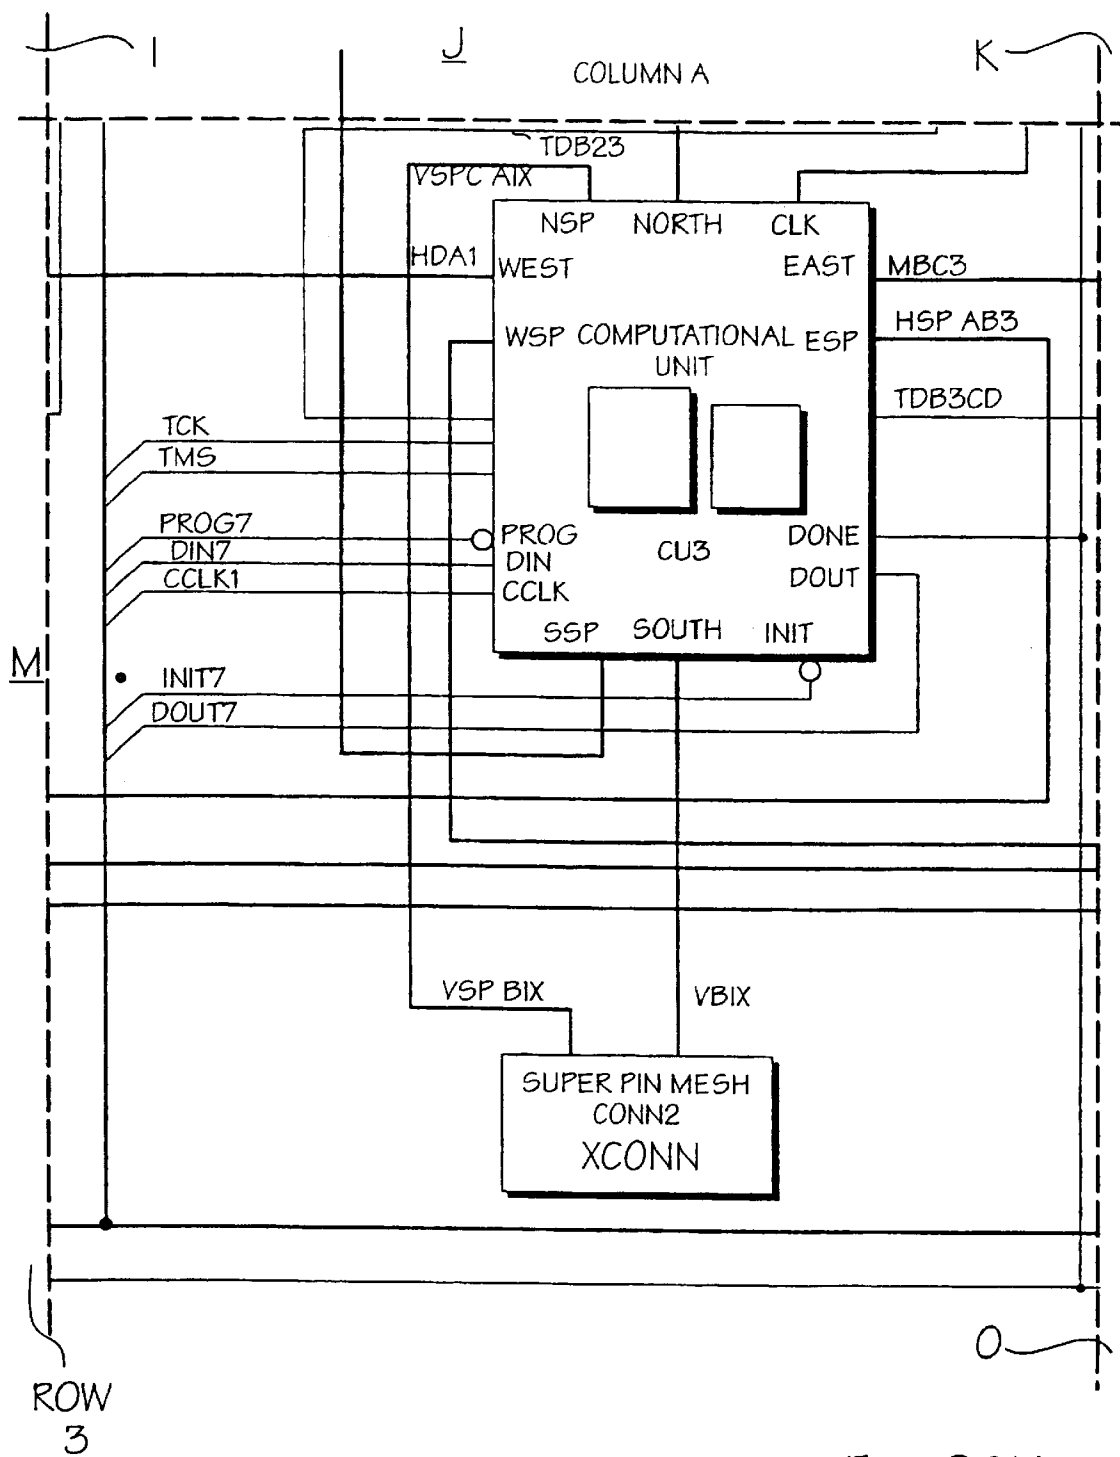 I
J
K
COLUMN A
TDB23
VSPC AIX
NSP NORTH CLK
HDA1
WEST
EAST
MBC3
HSP AB3
WSP COMPUTATIONAL ESP
UNIT
TDB3CD
TCK
TMS
PROG7
PROG
DONE
DIN7
DIN
CU3
CCLK1
CCLK
DOUT
SSP SOUTH INIT
M
INIT7
DOUT7
VSP BIX
VBIX
SUPER PIN MESH
CONN2
XCONN
O
ROW
3